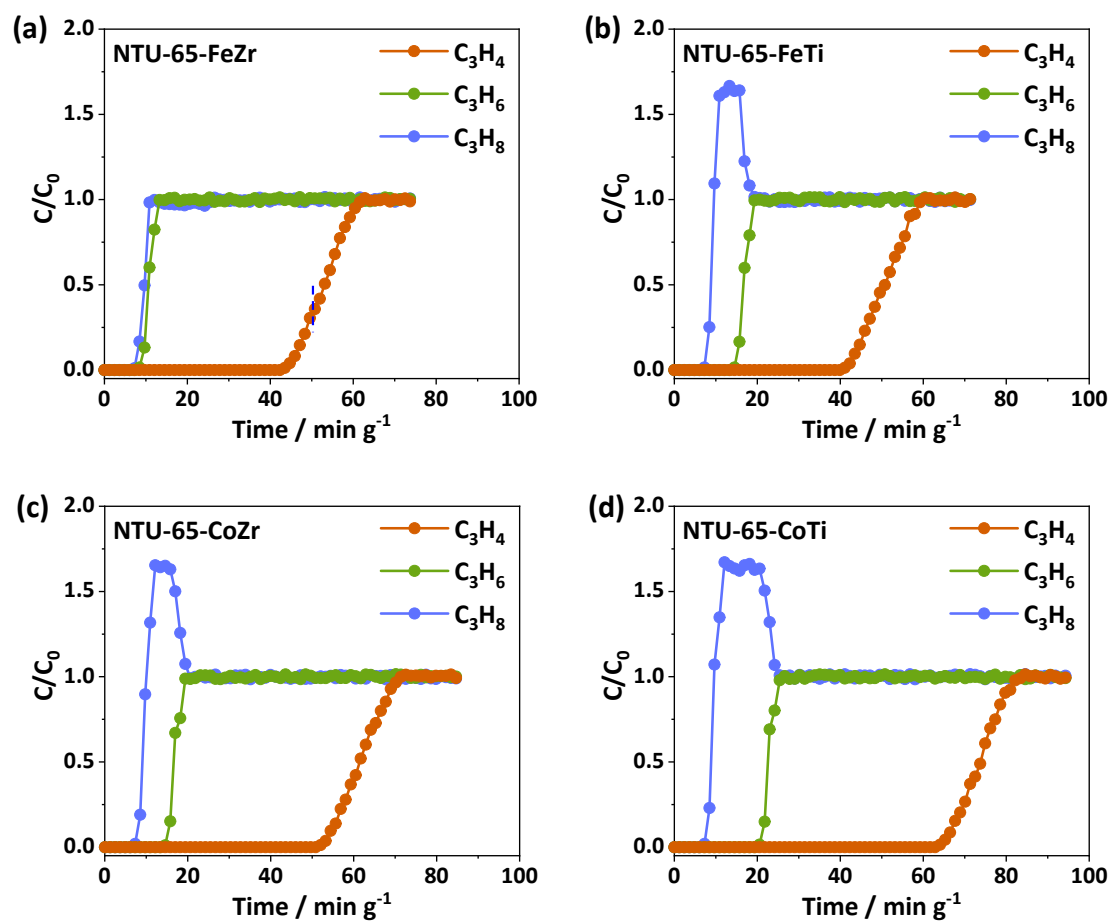 (a)
NTU-65-FeZr
C₃H₄
C₃H₆
C₃H₈
C/C₀
2.0
1.5
1.0
0.5
0.0
0 20 40 60 80 100
Time / min g⁻¹
(b)
NTU-65-FeTi
C₃H₄
C₃H₆
C₃H₈
C/C₀
2.0
1.5
1.0
0.5
0.0
0 20 40 60 80 100
Time / min g⁻¹
(c)
NTU-65-CoZr
C₃H₄
C₃H₆
C₃H₈
C/C₀
2.0
1.5
1.0
0.5
0.0
0 20 40 60 80 100
Time / min g⁻¹
(d)
NTU-65-CoTi
C₃H₄
C₃H₆
C₃H₈
C/C₀
2.0
1.5
1.0
0.5
0.0
0 20 40 60 80 100
Time / min g⁻¹